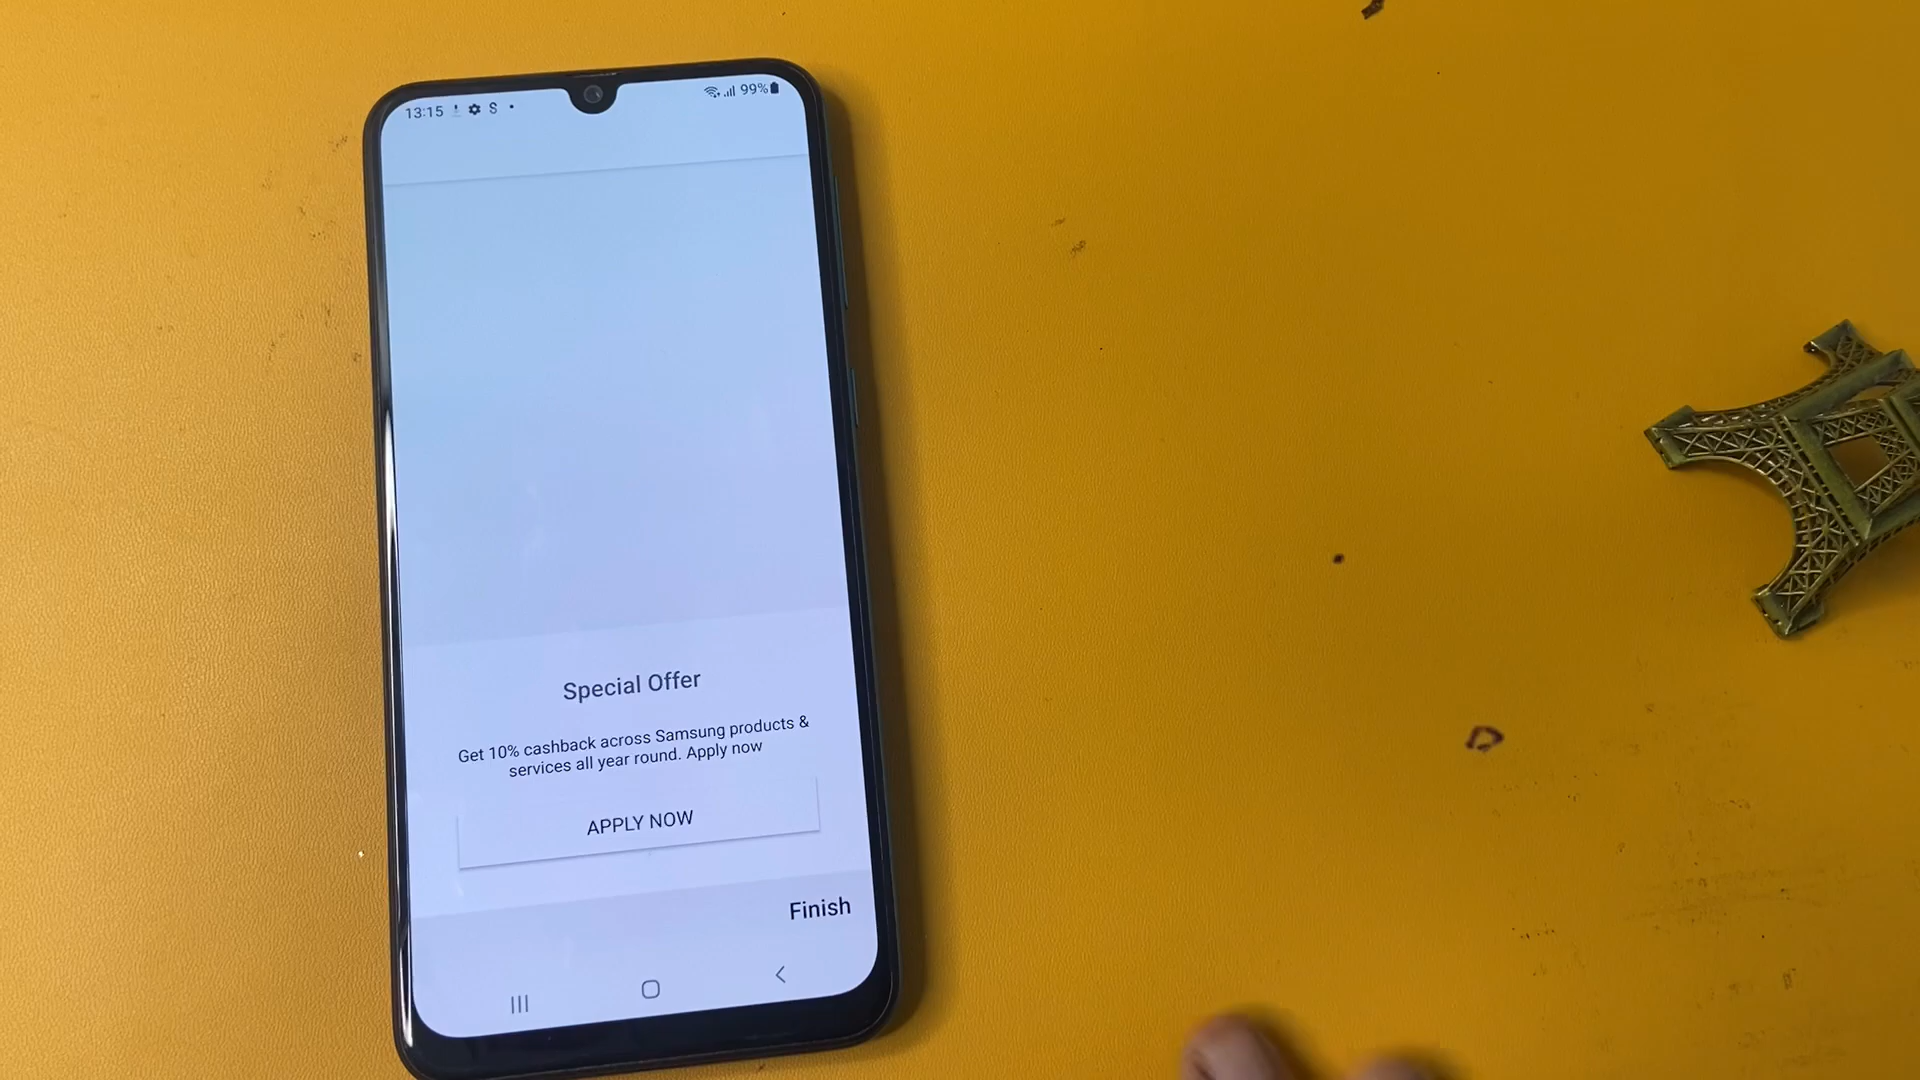 13:15 S 99%
Special Offer
Get 10% cashback across Samsung products &
services all year round. Apply now
APPLY NOW
Finish